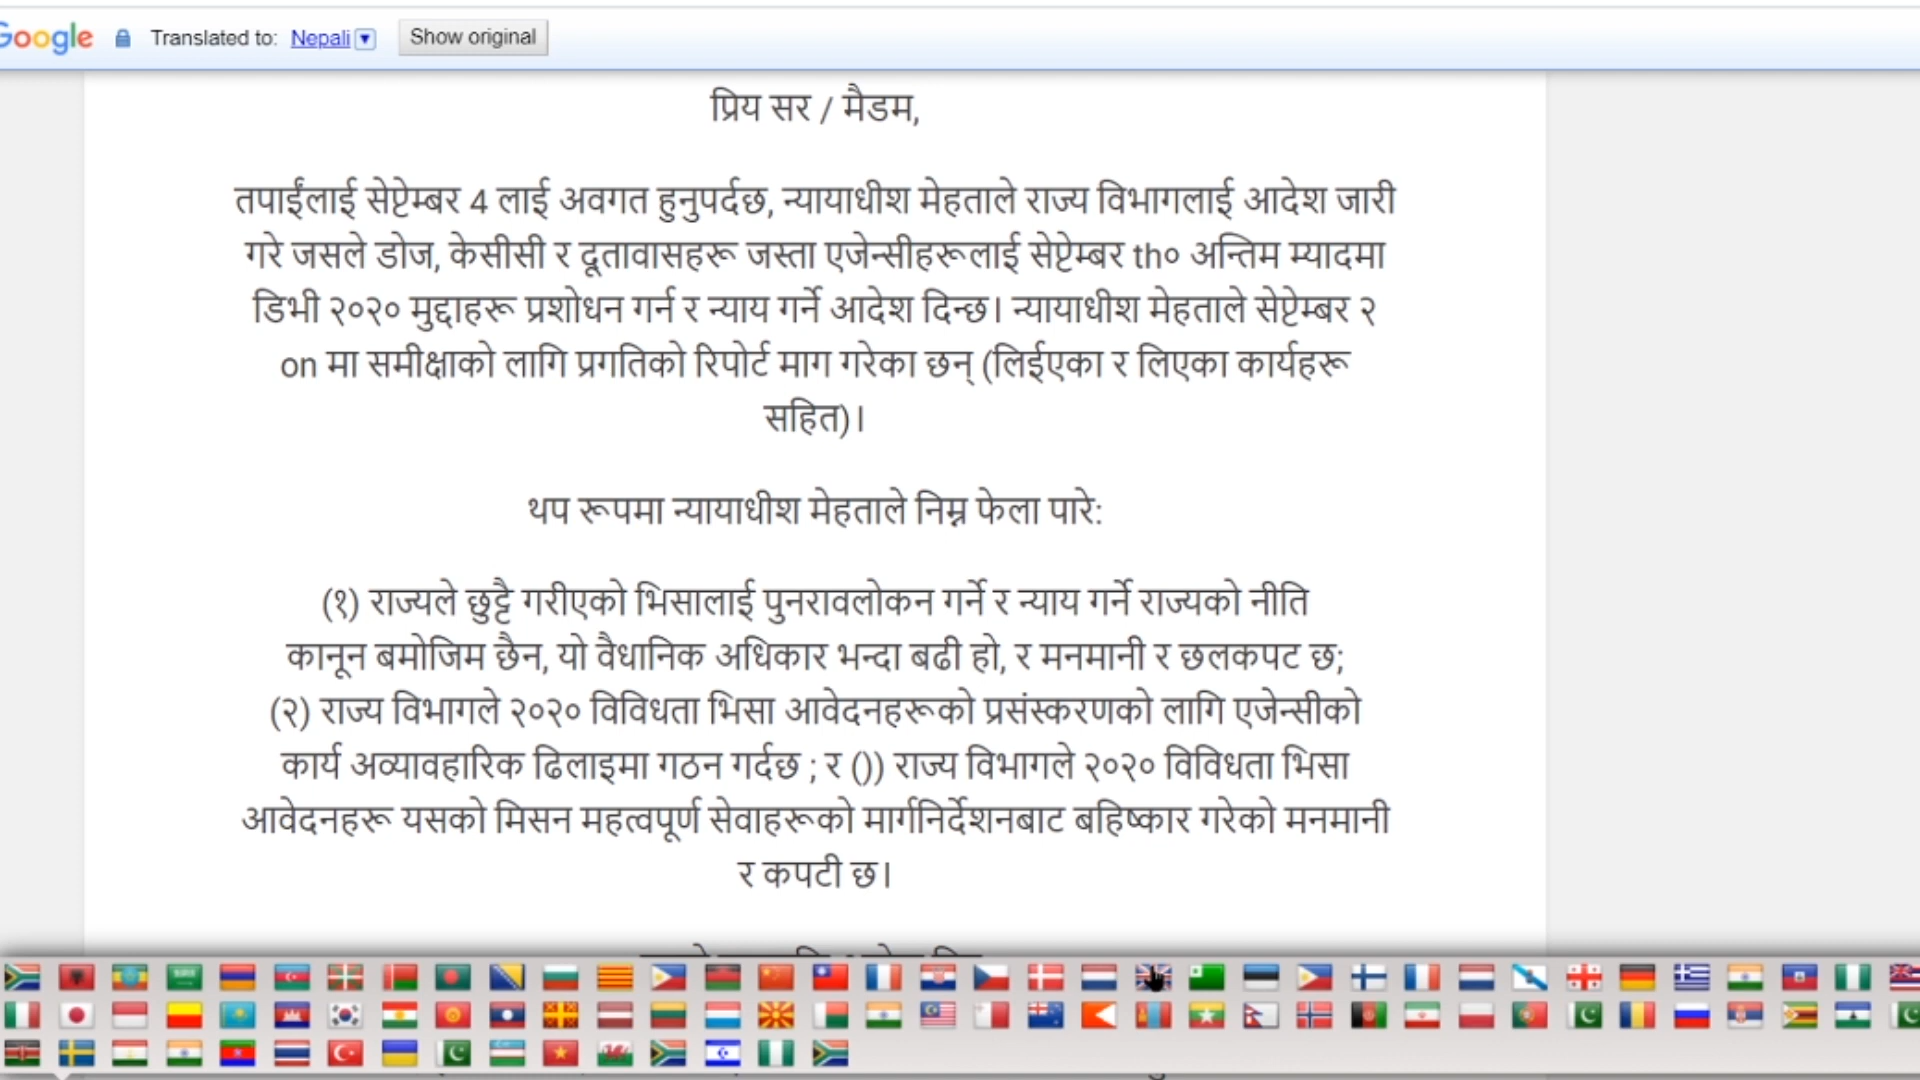 Google Translated to: Nepali Show original
प्रिय सर / मैडम,
तपाईंलाई सेप्टेम्बर 4 लाई अवगत हुनुपर्दछ, न्यायाधीश मेहताले राज्य विभागलाई आदेश जारी
गरे जसले डोज, केसीसी र दूतावासहरू जस्ता एजेन्सीहरूलाई सेप्टेम्बर th० अन्तिम म्यादमा
डिभी २०२० मुद्दाहरू प्रशोधन गर्न र न्याय गर्ने आदेश दिन्छ। न्यायाधीश मेहताले सेप्टेम्बर २
on मा समीक्षाको लागि प्रगतिको रिपोर्ट माग गरेका छन् (लिईएका र लिएका कार्यहरू
सहित)।
थप रूपमा न्यायाधीश मेहताले निम्न फेला पारे:
(१) राज्यले छुट्टै गरीएको भिसालाई पुनरावलोकन गर्ने र न्याय गर्ने राज्यको नीति
कानून बमोजिम छैन, यो वैधानिक अधिकार भन्दा बढी हो, र मनमानी र छलकपट छ;
(२) राज्य विभागले २०२० विविधता भिसा आवेदनहरूको प्रसंस्करणको लागि एजेन्सीको
कार्य अव्यावहारिक ढिलाइमा गठन गर्दछ ; र ()) राज्य विभागले २०२० विविधता भिसा
आवेदनहरू यसको मिसन महत्वपूर्ण सेवाहरूको मार्गनिर्देशनबाट बहिष्कार गरेको मनमानी
र कपटी छ।